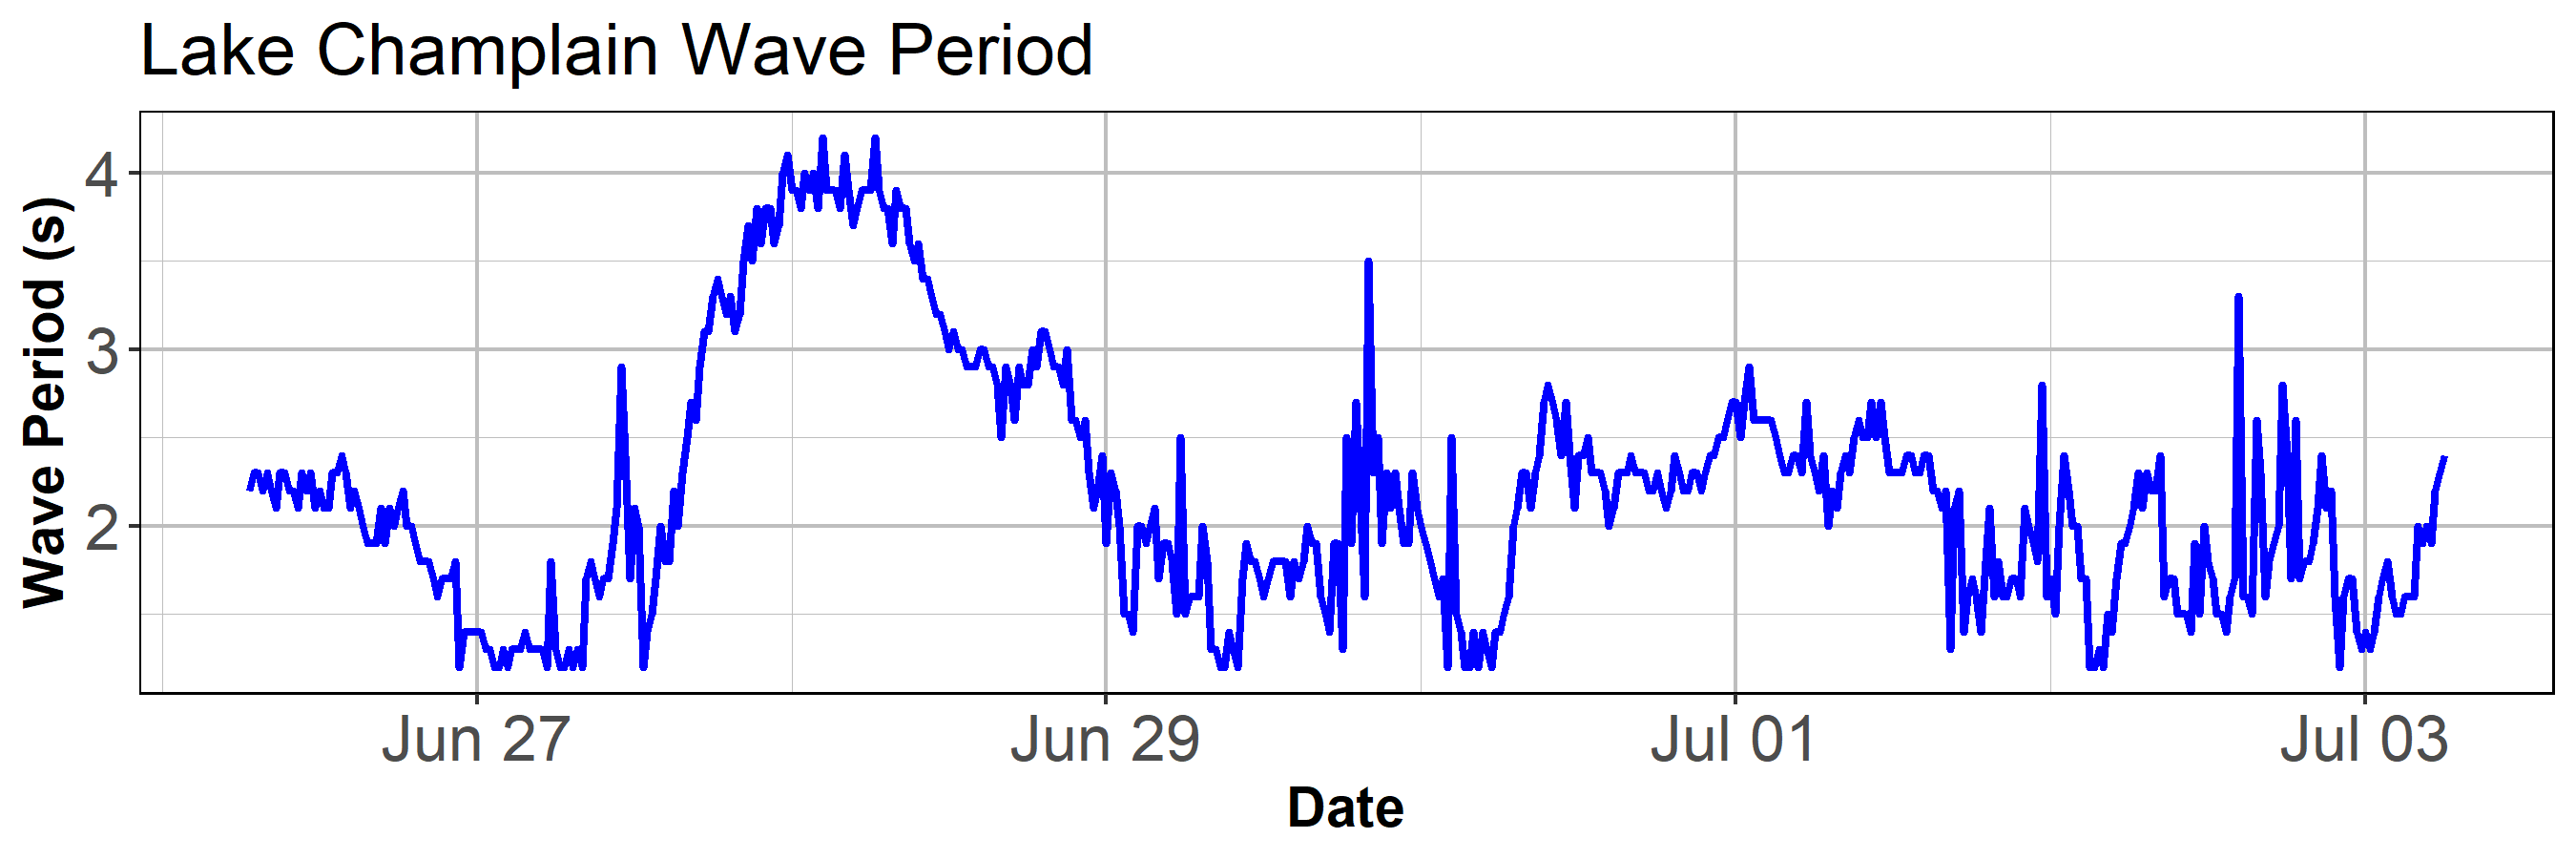 Lake Champlain Wave Period
Wave Period (s)
4
3
2
Jun 27
Jun 29
Jul 01
Jul 03
Date